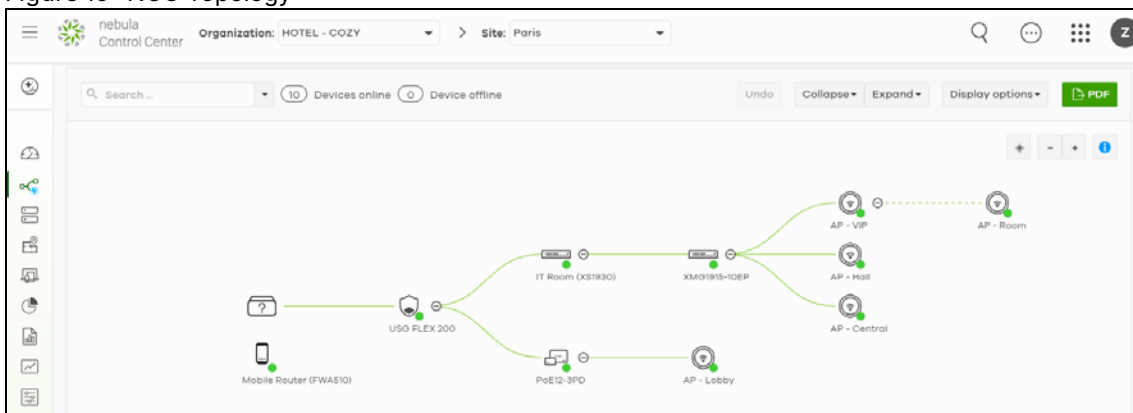 nebula
Control Center
Organization: HOTEL - COZY > Site: Paris
Z
Search ...
10 Devices online 0 Device offline
Undo Collapse Expand Display options PDF
AP - VIP
AP - Room
IT Room (XS1930)
XMG1915-10EP
AP - Hall
USG FLEX 200
AP - Central
Mobile Router (FWA510)
PoE12-3PD
AP - Lobby